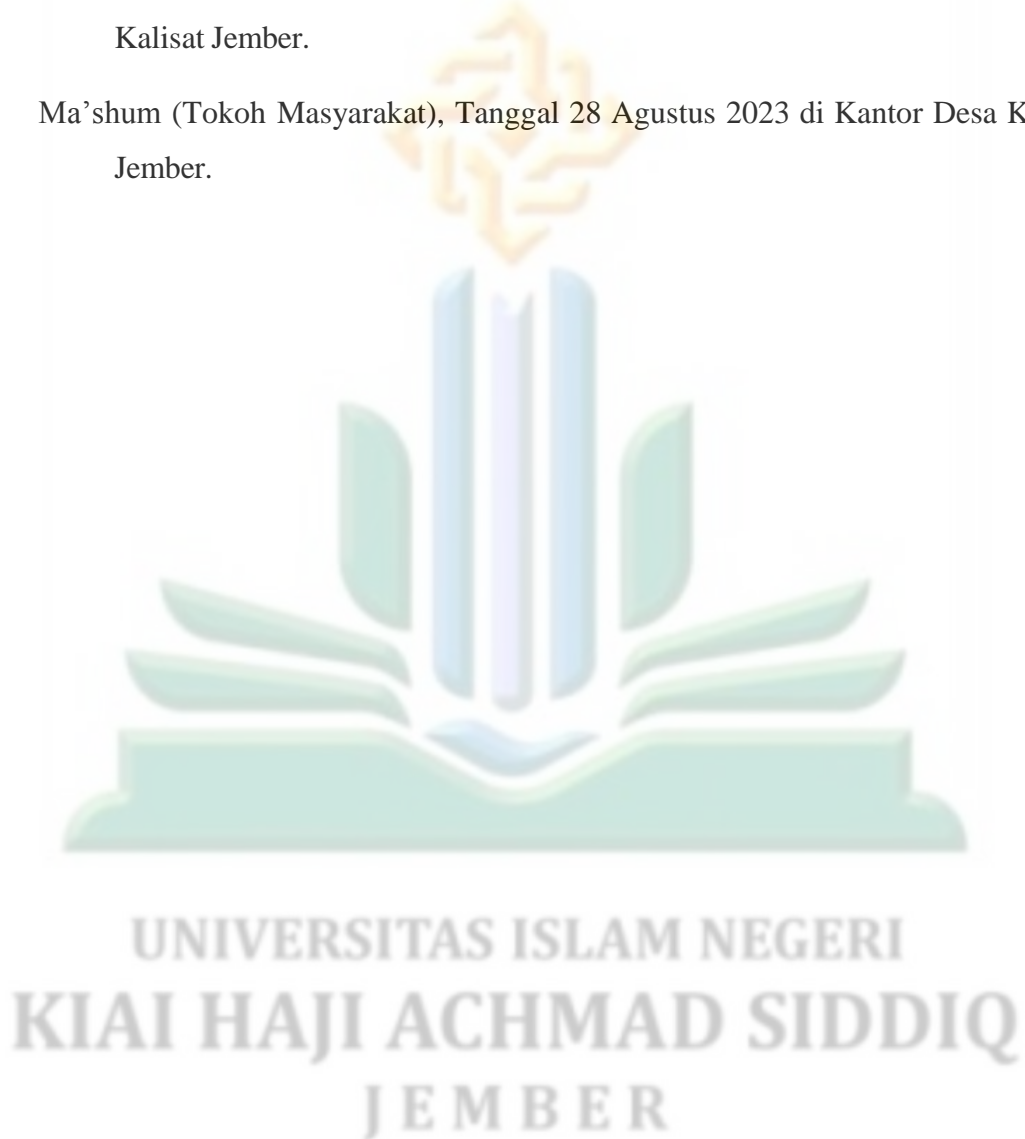 Kalisat Jember.
Ma’shum (Tokoh Masyarakat), Tanggal 28 Agustus 2023 di Kantor Desa K
Jember.
UNIVERSITAS ISLAM NEGERI
KIAI HAJI ACHMAD SIDDIQ
JEMBER